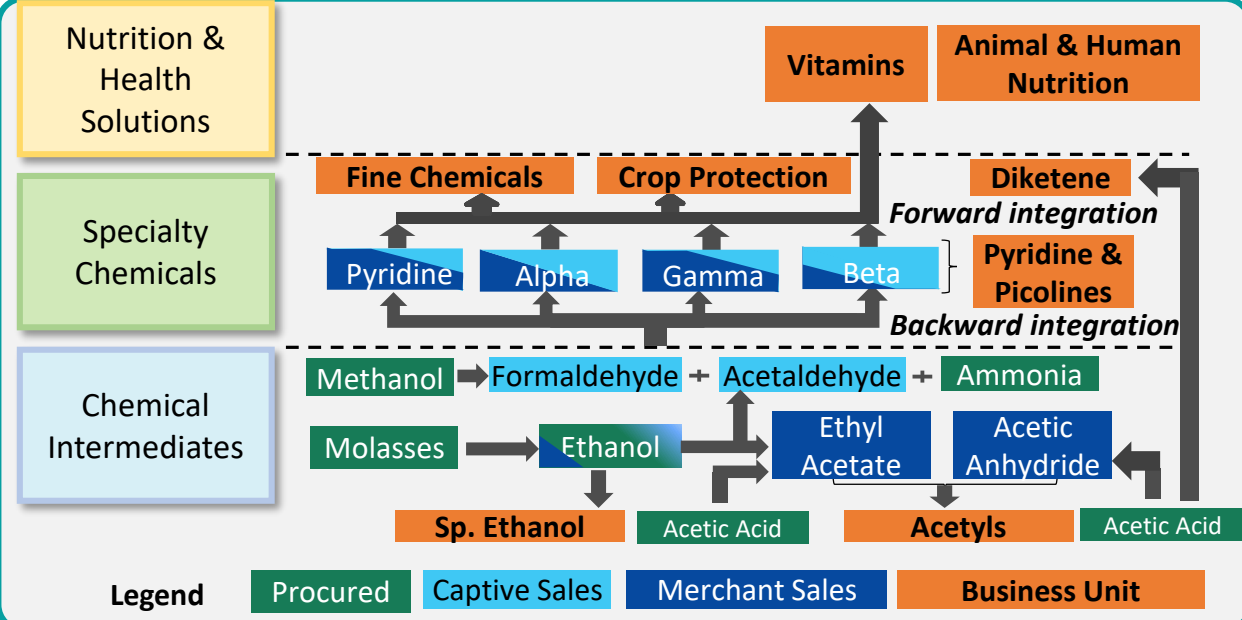 Nutrition &
Health
Solutions
Vitamins
Animal & Human
Nutrition
Specialty
Chemicals
Fine Chemicals
Crop Protection
Diketene
Forward integration
Pyridine
Alpha
Gamma
Beta
Pyridine &
Picolines
Backward integration
Chemical
Intermediates
Methanol
Formaldehyde
+
Acetaldehyde
+
Ammonia
Molasses
Ethanol
Ethyl
Acetate
Acetic
Anhydride
Sp. Ethanol
Acetic Acid
Acetyls
Acetic Acid
Legend
Procured
Captive Sales
Merchant Sales
Business Unit